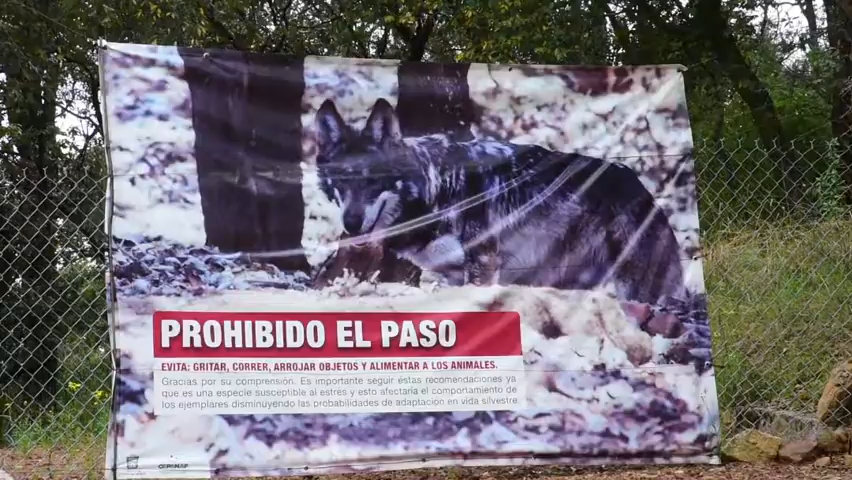 PROHIBIDO EL PASO
EVITA: GRITAR, CORRER, ARROJAR OBJETOS Y ALIMENTAR A LOS ANIMALES.
Gracias por su comprensión. Es importante seguir éstas recomendaciones ya
que es una especie susceptible al estrés y esto afectaría el comportamiento de
los ejemplares disminuyendo las probabilidades de adaptación en vida silvestre